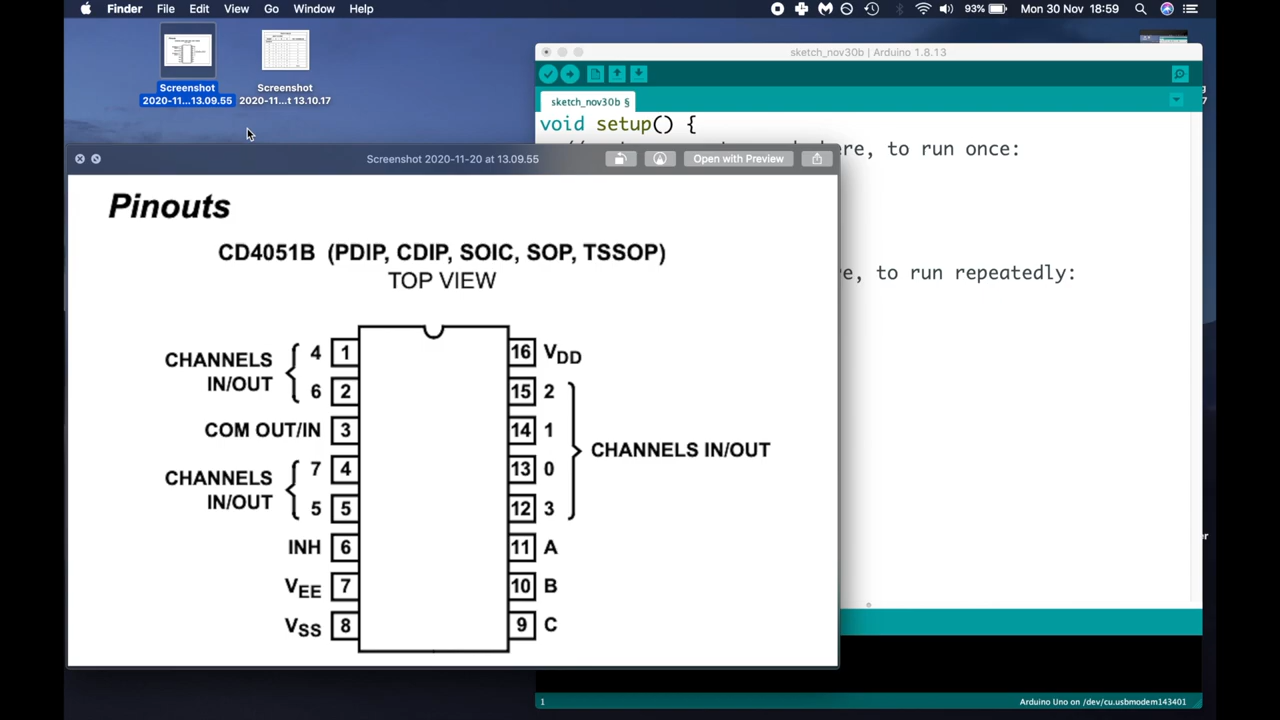 Finder File Edit View Go Window Help 93% Mon 30 Nov 18:59
Screenshot
2020-11...13.09.55
Screenshot
2020-11...t 13.10.17
sketch_nov30b | Arduino 1.8.13
sketch_nov30b §
void setup() {
ere, to run once:
e, to run repeatedly:
Screenshot 2020-11-20 at 13.09.55
Open with Preview
Pinouts
CD4051B (PDIP, CDIP, SOIC, SOP, TSSOP)
TOP VIEW
CHANNELS
IN/OUT
4 1
6 2
COM OUT/IN 3
CHANNELS
IN/OUT
7 4
5 5
INH 6
VEE 7
VSS 8
16 VDD
15 2
14 1
13 0
12 3
CHANNELS IN/OUT
11 A
10 B
9 C
1
Arduino Uno on /dev/cu.usbmodem143401